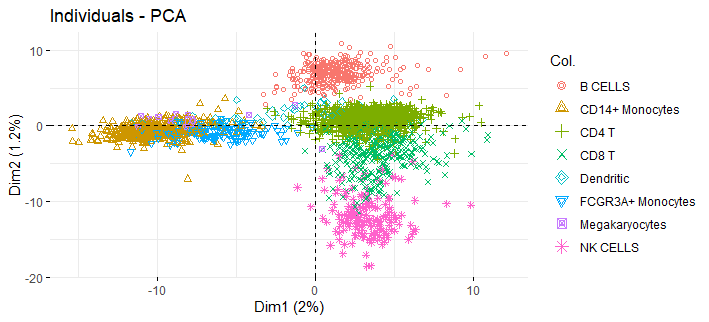 Individuals - PCA
Dim2 (1.2%)
10
0
-10
-20
-10
0
10
Dim1 (2%)
Col.
B CELLS
CD14+ Monocytes
CD4 T
CD8 T
Dendritic
FCGR3A+ Monocytes
Megakaryocytes
NK CELLS